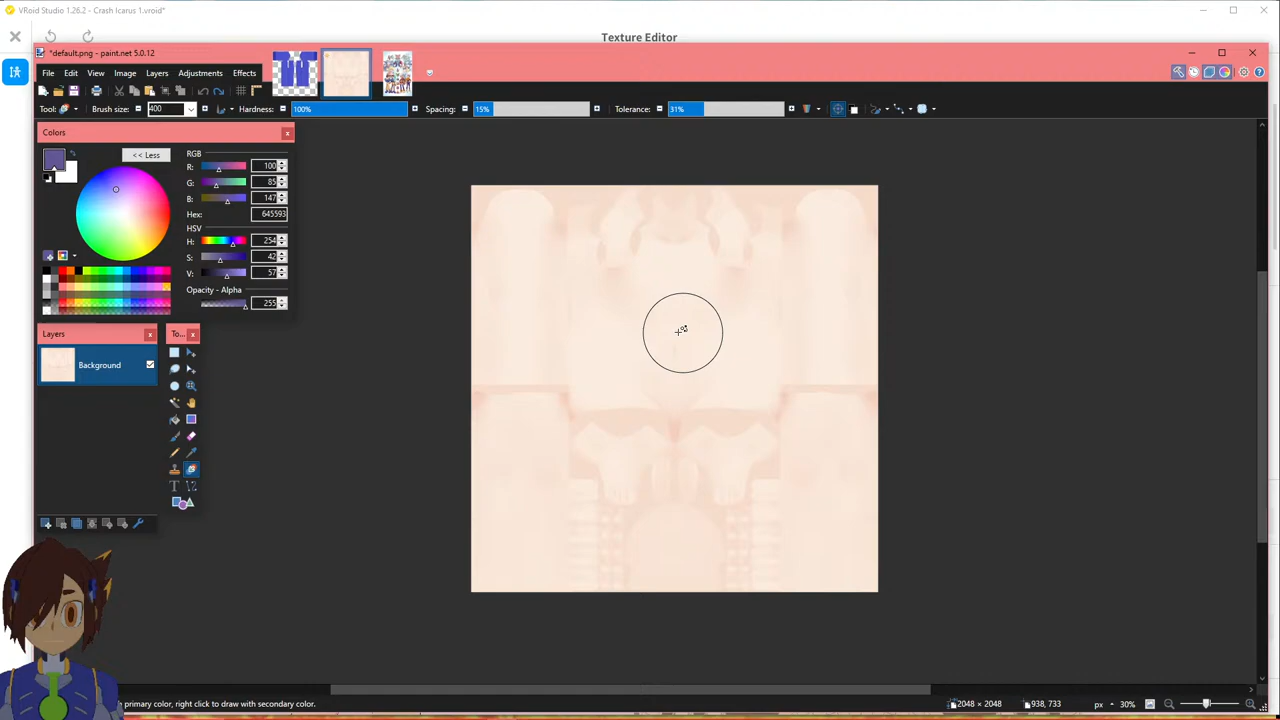 VRoid Studio 1.26.2 - Crash Icarus 1.vroid*
Texture Editor
*default.png - paint.net 5.0.12
File Edit View Image Layers Adjustments Effects
Tool: Brush size: 400 Hardness: 100% Spacing: 15% Tolerance: 31%
Colors
<< Less
RGB
R: 100
G: 85
B: 147
Hex: 645593
HSV
H: 254
S: 42
V: 57
Opacity - Alpha
255
Layers
To...
Background
T
primary color, right click to draw with secondary color.
2048 × 2048
938, 733
px
30%